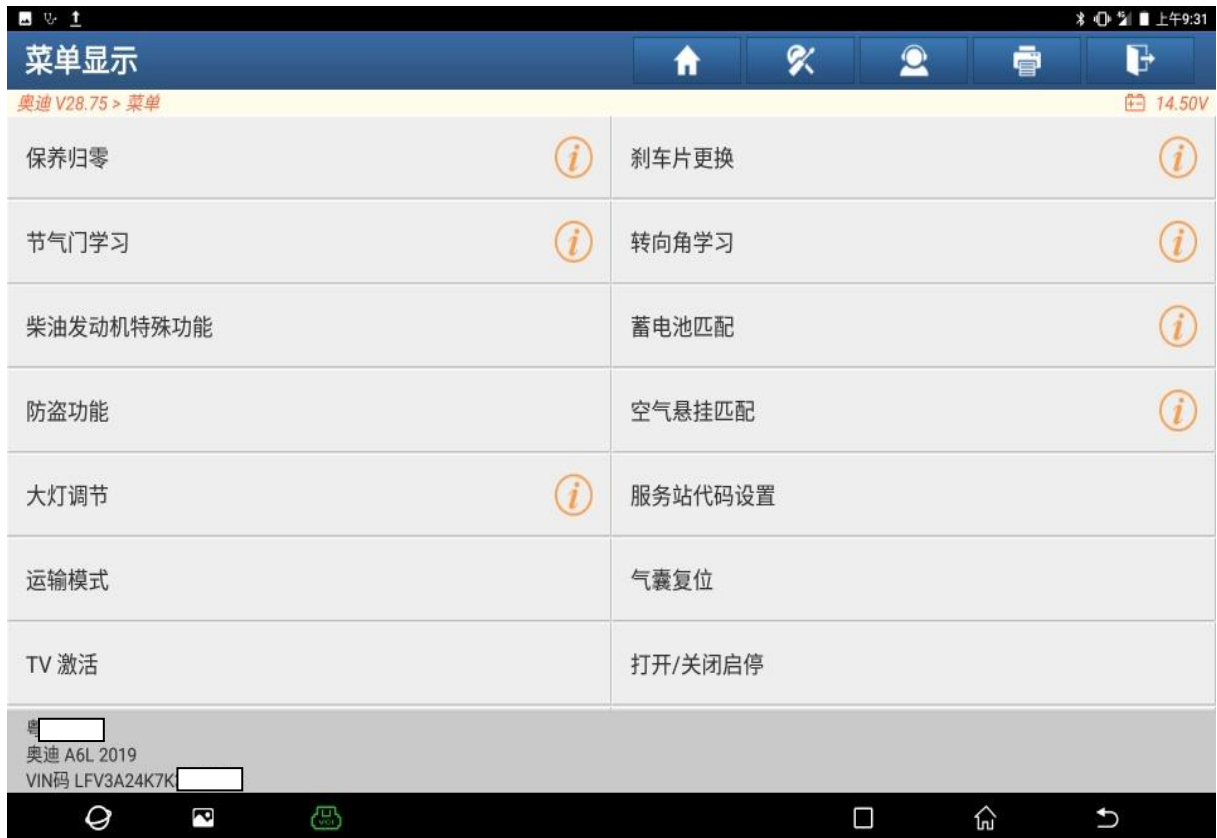 上午9:31
菜单显示
奥迪 V28.75 > 菜单
14.50V
保养归零
刹车片更换
节气门学习
转向角学习
柴油发动机特殊功能
蓄电池匹配
防盗功能
空气悬挂匹配
大灯调节
服务站代码设置
运输模式
气囊复位
TV 激活
打开/关闭启停
粤
奥迪 A6L 2019
VIN码 LFV3A24K7K
VCI